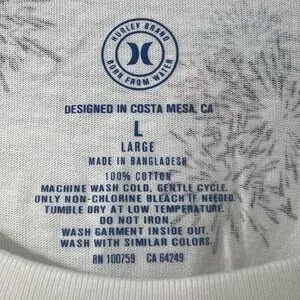 HURLEY BRAND
BORN FROM WATER
DESIGNED IN COSTA MESA, CA
L
LARGE
MADE IN BANGLADESH
100% COTTON
MACHINE WASH COLD, GENTLE CYCLE.
ONLY NON-CHLORINE BLEACH IF NEEDED.
TUMBLE DRY AT LOW TEMPERATURE.
DO NOT IRON.
WASH GARMENT INSIDE OUT.
WASH WITH SIMILAR COLORS.
RN 100759 CA 64249